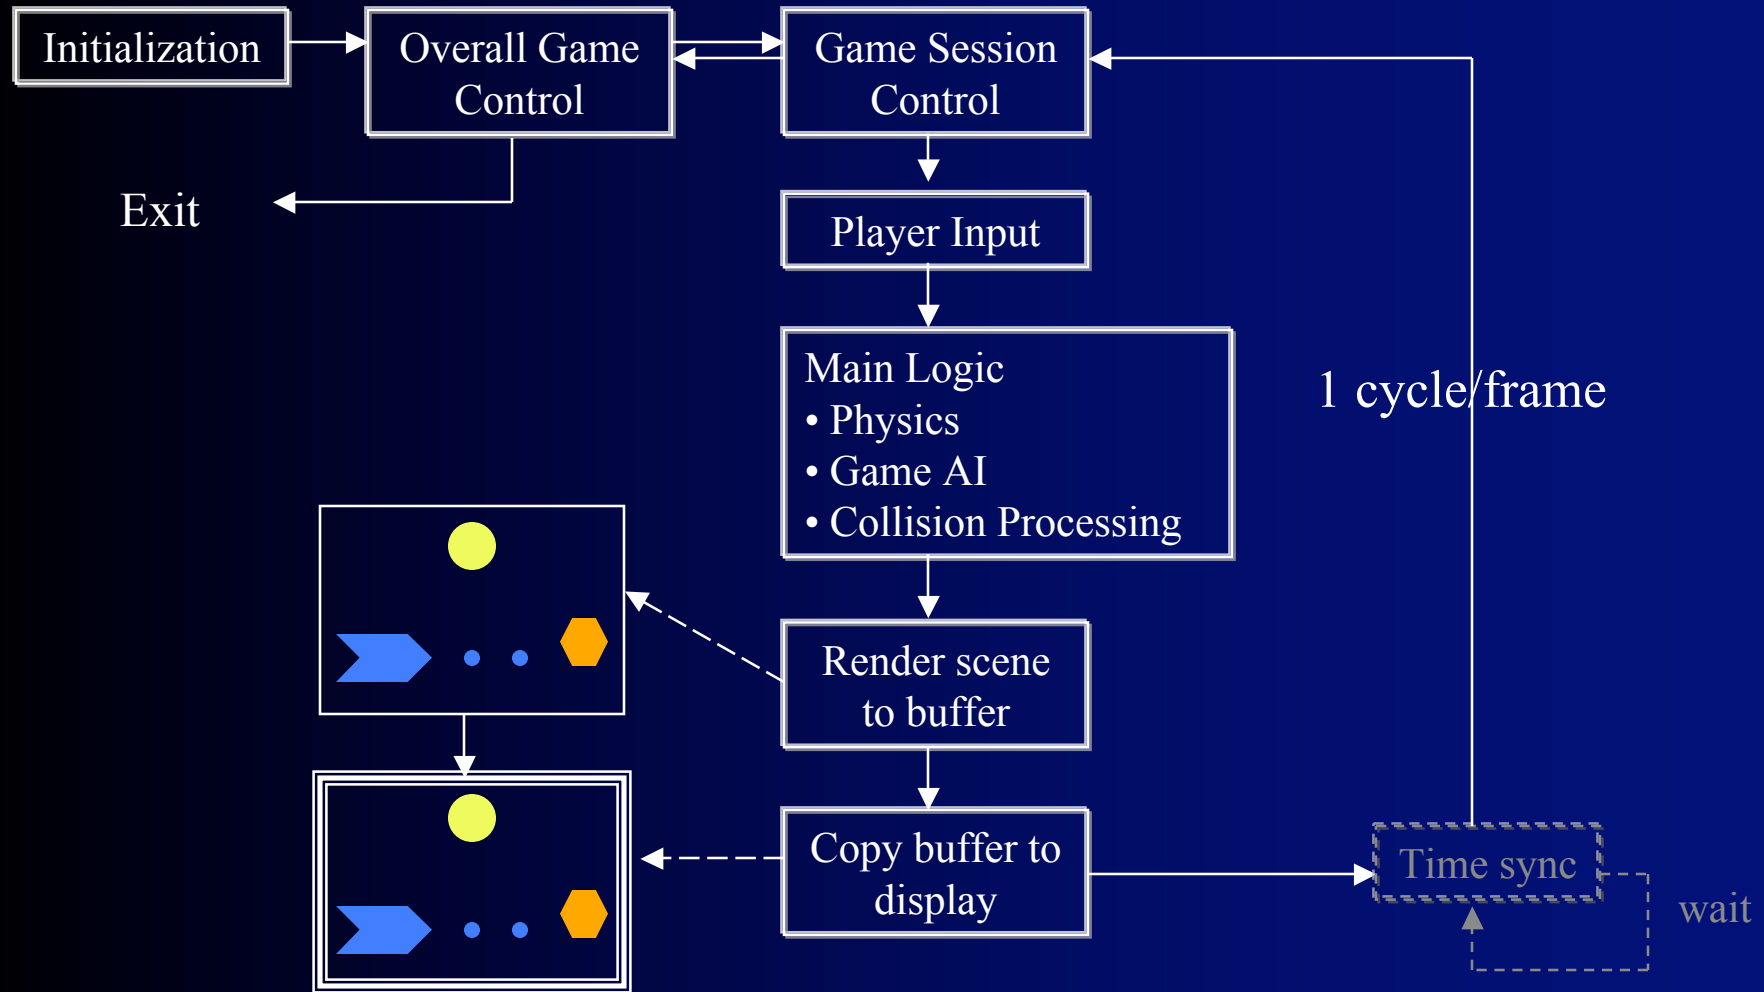 Initialization
Overall Game
Control
Game Session
Control
Exit
Player Input
Main Logic
• Physics
• Game AI
• Collision Processing
1 cycle/frame
Render scene
to buffer
Copy buffer to
display
Time sync
wait